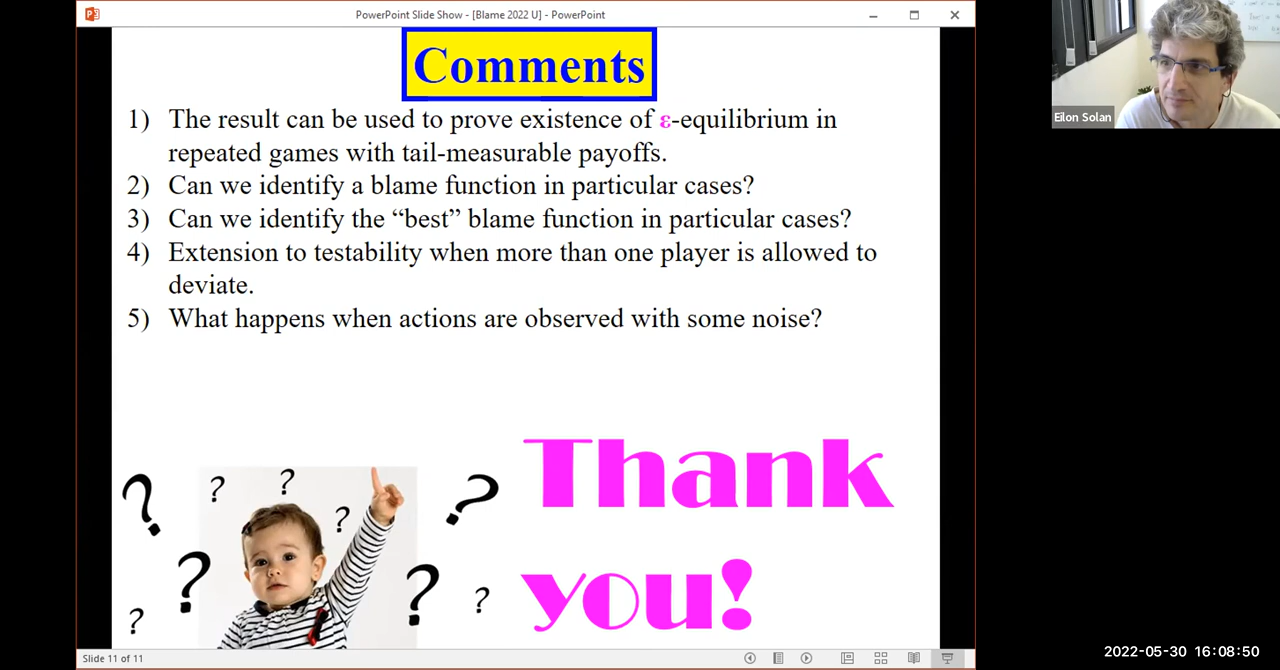 PowerPoint Slide Show - [Blame 2022 U] - PowerPoint
Comments
1) The result can be used to prove existence of ε-equilibrium in
repeated games with tail-measurable payoffs.
2) Can we identify a blame function in particular cases?
3) Can we identify the “best” blame function in particular cases?
4) Extension to testability when more than one player is allowed to
deviate.
5) What happens when actions are observed with some noise?
? ? ? ? ?
? ? ? ?
Thank
you!
Slide 11 of 11
Eilon Solan
2022-05-30 16:08:50